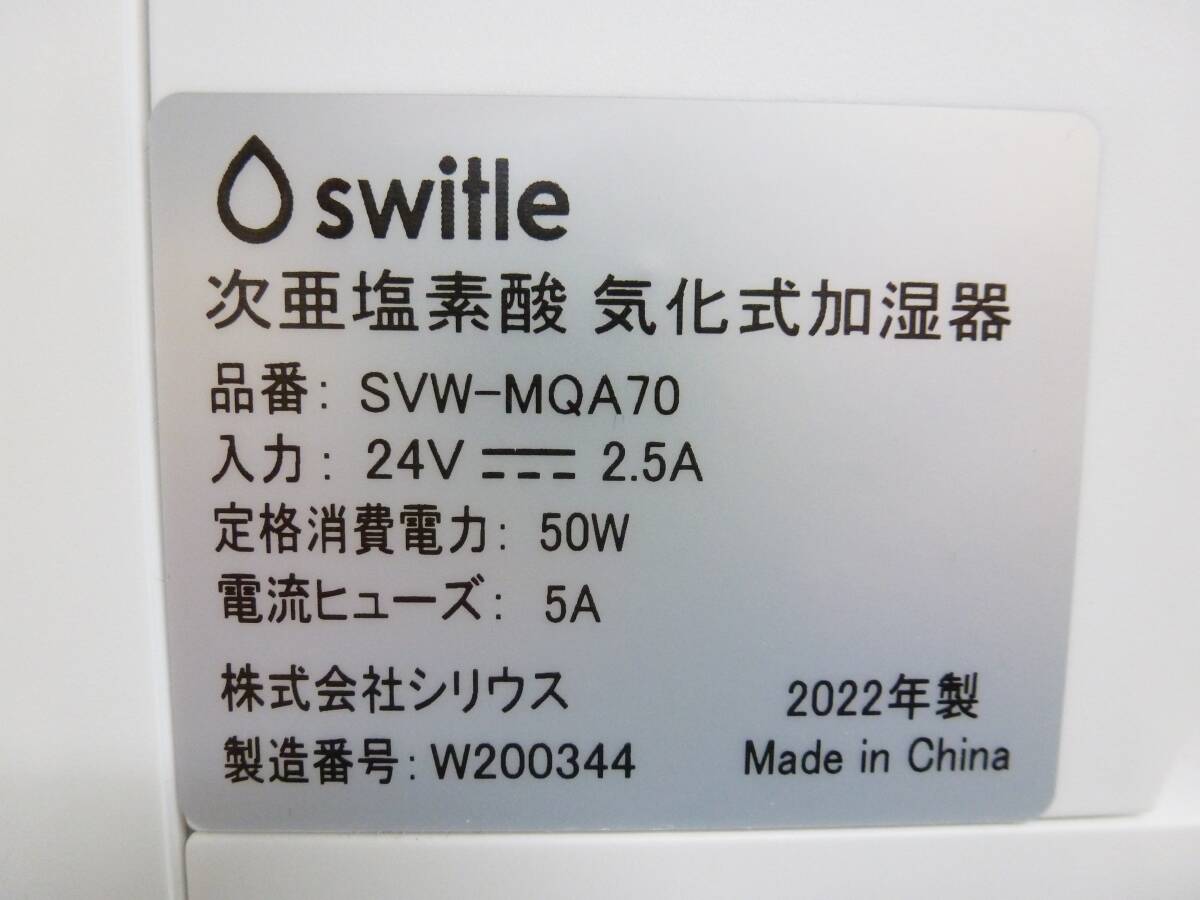 switle
次亜塩素酸 気化式加湿器
品番: SVW-MQA70
入力: 24V ⎓ 2.5A
定格消費電力: 50W
電流ヒューズ: 5A
株式会社シリウス 2022年製
製造番号: W200344 Made in China